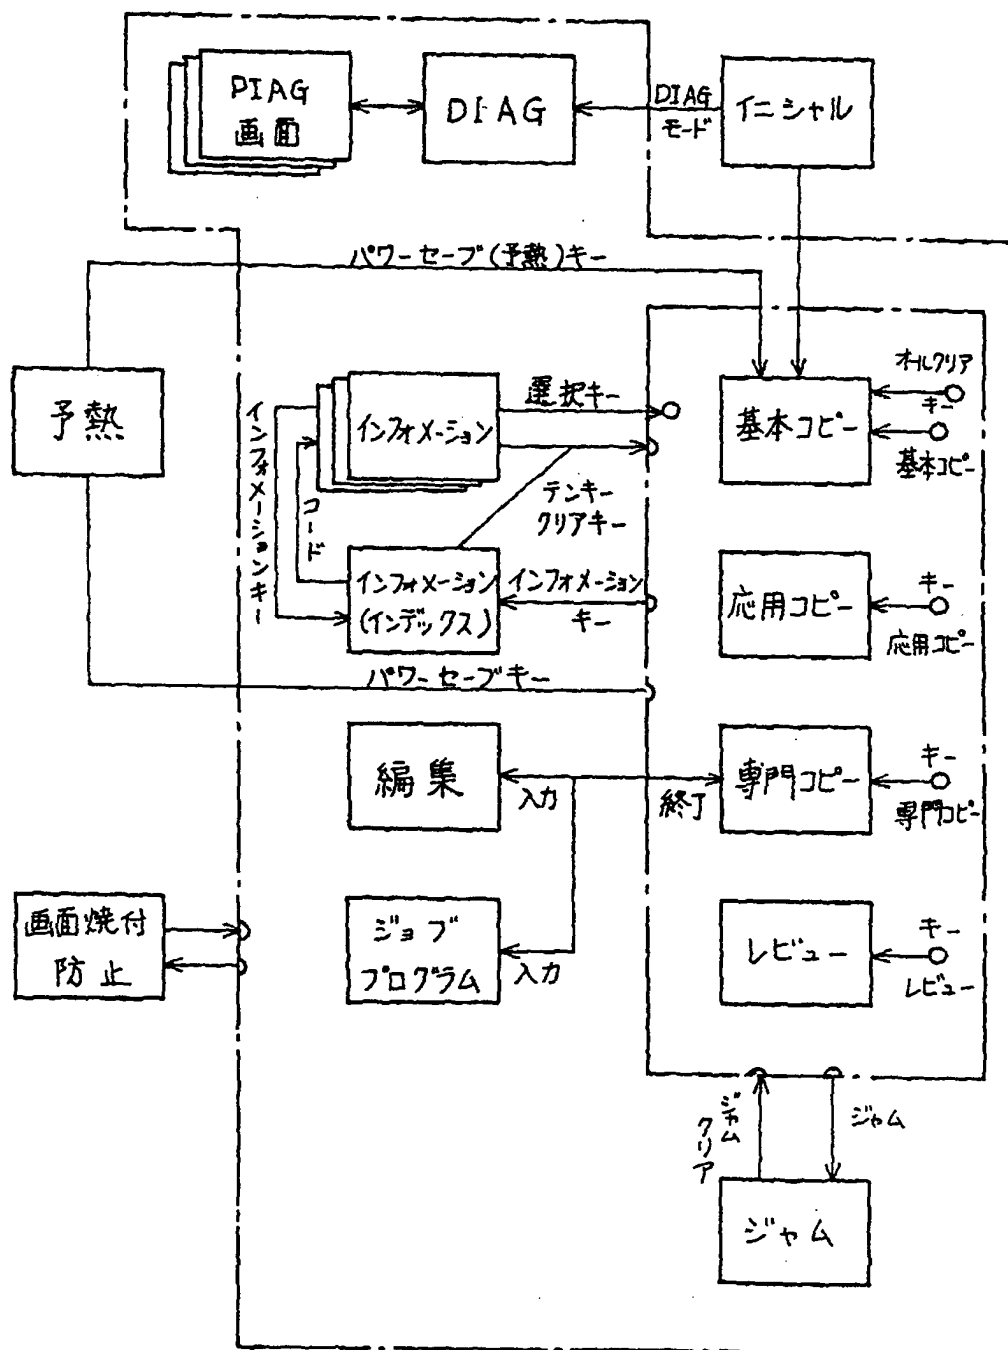 DIAG
画面
DIAG
DIAG
モード
イニシャル
パワーセーブ(予熱)キー
予熱
インフォメーションキー
コード
インフォメーション
選択キー
テンキー
クリアキー
インフォメーション
(インデックス)
インフォメーション
キー
パワーセーブキー
基本コピー
オールクリア
キー
基本コピー
応用コピー
キー
応用コピー
編集
入力
終了
専門コピー
キー
専門コピー
画面焼付
防止
ジョブ
プログラム
入力
レビュー
キー
レビュー
ジャム
クリア
ジャム
ジャム